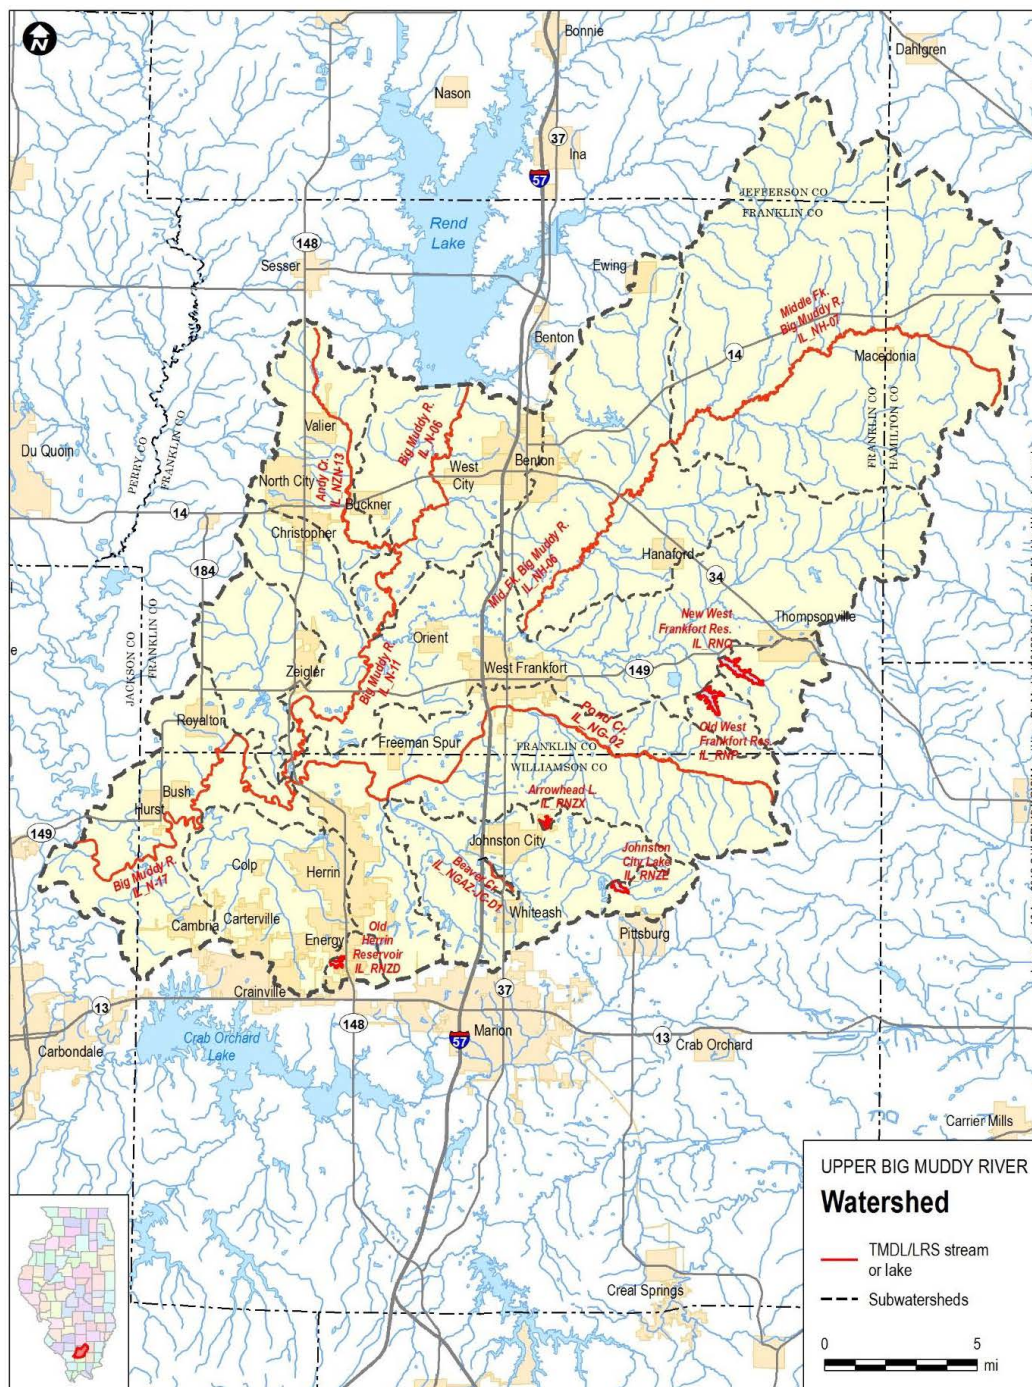 N
Bonnie
Dahlgren
Nason
37
Ina
57
JEFFERSON CO
FRANKLIN CO
Rend
Lake
148
Sesser
Ewing
Middle Fk.
Big Muddy R.
IL_NH-07
Benton
14
Macedonia
Valier
Big Muddy R.
IL_N-06
FRANKLIN CO
HAMILTON CO
Du Quoin
PERRY CO
FRANKLIN CO
Andy Cr.
IL_NZN-13
North City
West
City
Benton
Buckner
14
Christopher
Mid. Fk. Big Muddy R.
IL_NH-06
Hanaford
184
34
New West
Frankfort Res.
IL_RNQ
Thompsonville
JACKSON CO
FRANKLIN CO
Orient
Zeigler
Big Muddy R.
IL_N-11
West Frankfort
149
Royalton
Pond Cr.
IL_NG-02
Old West
Frankfort Res.
IL_RNP
Freeman Spur
FRANKLIN CO
WILLIAMSON CO
Bush
Hurst
Arrowhead L.
IL_RNZX
149
Johnston City
Johnston
City Lake
IL_RNZE
Big Muddy R.
IL_N-17
Colp
Herrin
Beaver Cr.
IL_NGAZ-JC-D1
Whiteash
Cambria
Carterville
Energy
Old
Herrin
Reservoir
IL_RNZD
Pittsburg
Crainville
13
37
148
Marion
57
13
Crab Orchard
Carbondale
Crab Orchard
Lake
Carrier Mills
Creal Springs
UPPER BIG MUDDY RIVER
Watershed
TMDL/LRS stream
or lake
Subwatersheds
0 5
mi